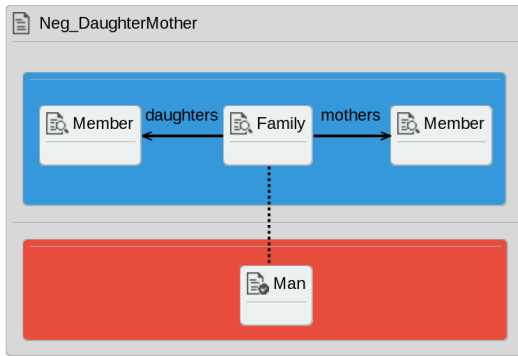 Neg_DaughterMother
Member
daughters
Family
mothers
Member
Man